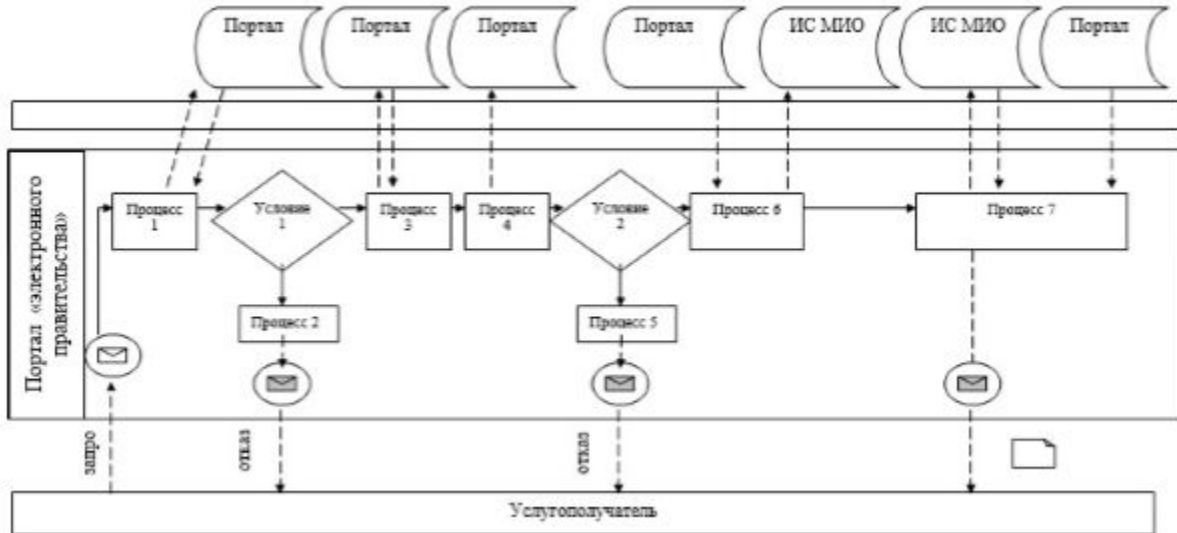 Портал
Портал
Портал
Портал
ИС МИО
ИС МИО
Портал
Портал «электронного
правительства»
Процесс
1
Условие
1
Процесс
3
Процесс
4
Условие
2
Процесс 6
Процесс 7
Процесс 2
Процесс 5
запро
отказ
отказ
Услугополучатель